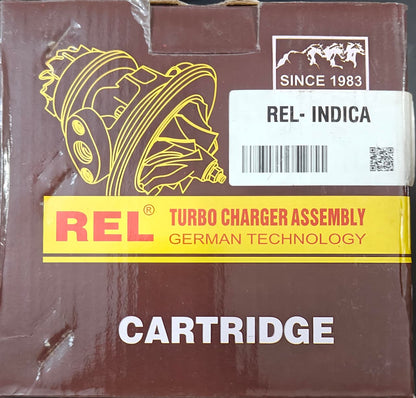 SINCE 1983
REL- INDICA
REL®
TURBO CHARGER ASSEMBLY
GERMAN TECHNOLOGY
CARTRIDGE